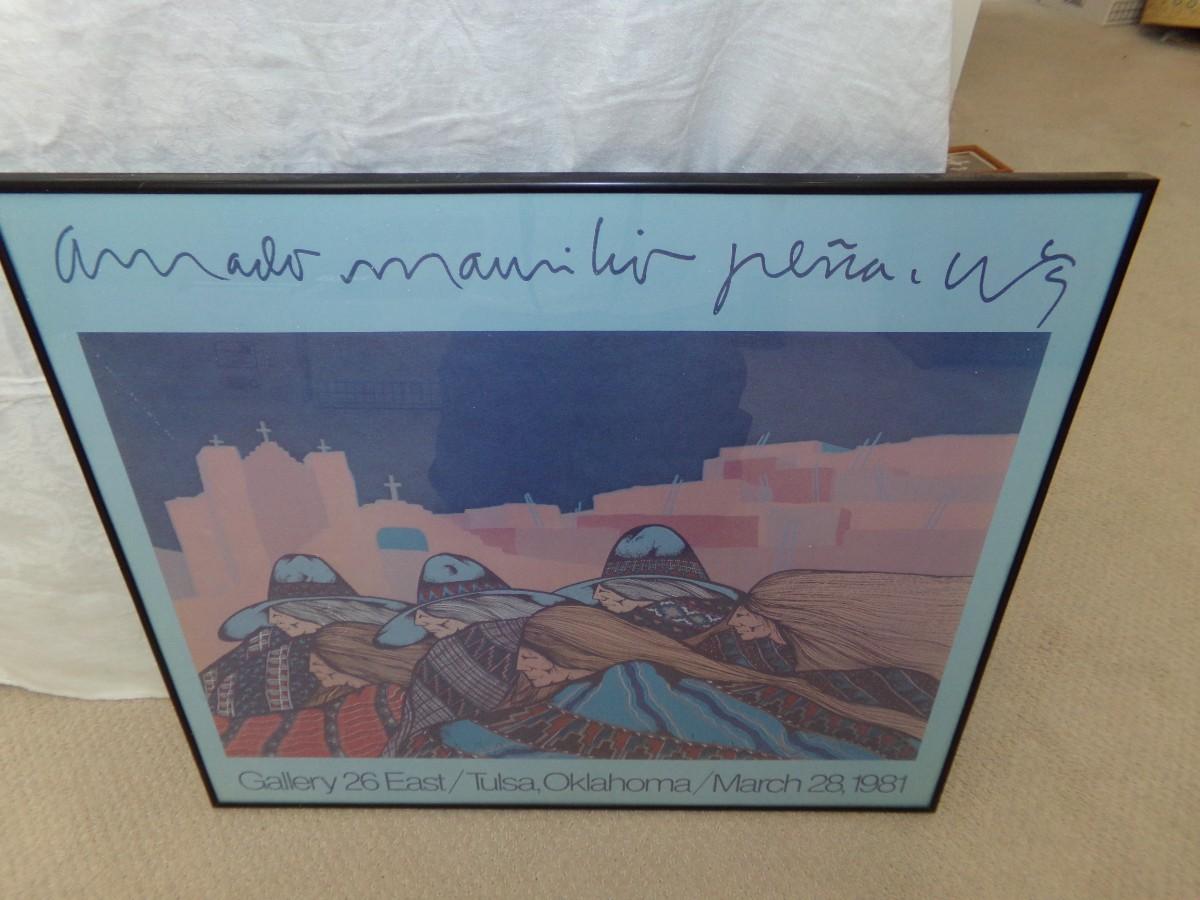 amado maurilio peña. Jr
Gallery 26 East/Tulsa, Oklahoma/March 28, 1981